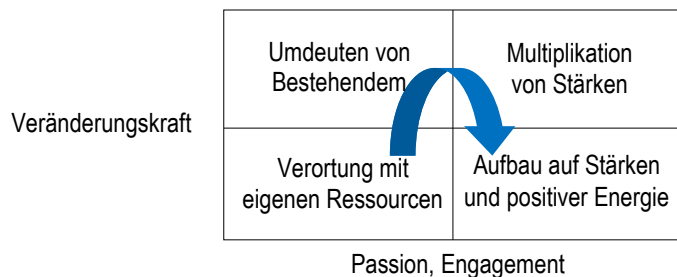 Umdeuten von
Bestehendem
Multiplikation
von Stärken
Veränderungskraft
Verortung mit
eigenen Ressourcen
Aufbau auf Stärken
und positiver Energie
Passion, Engagement